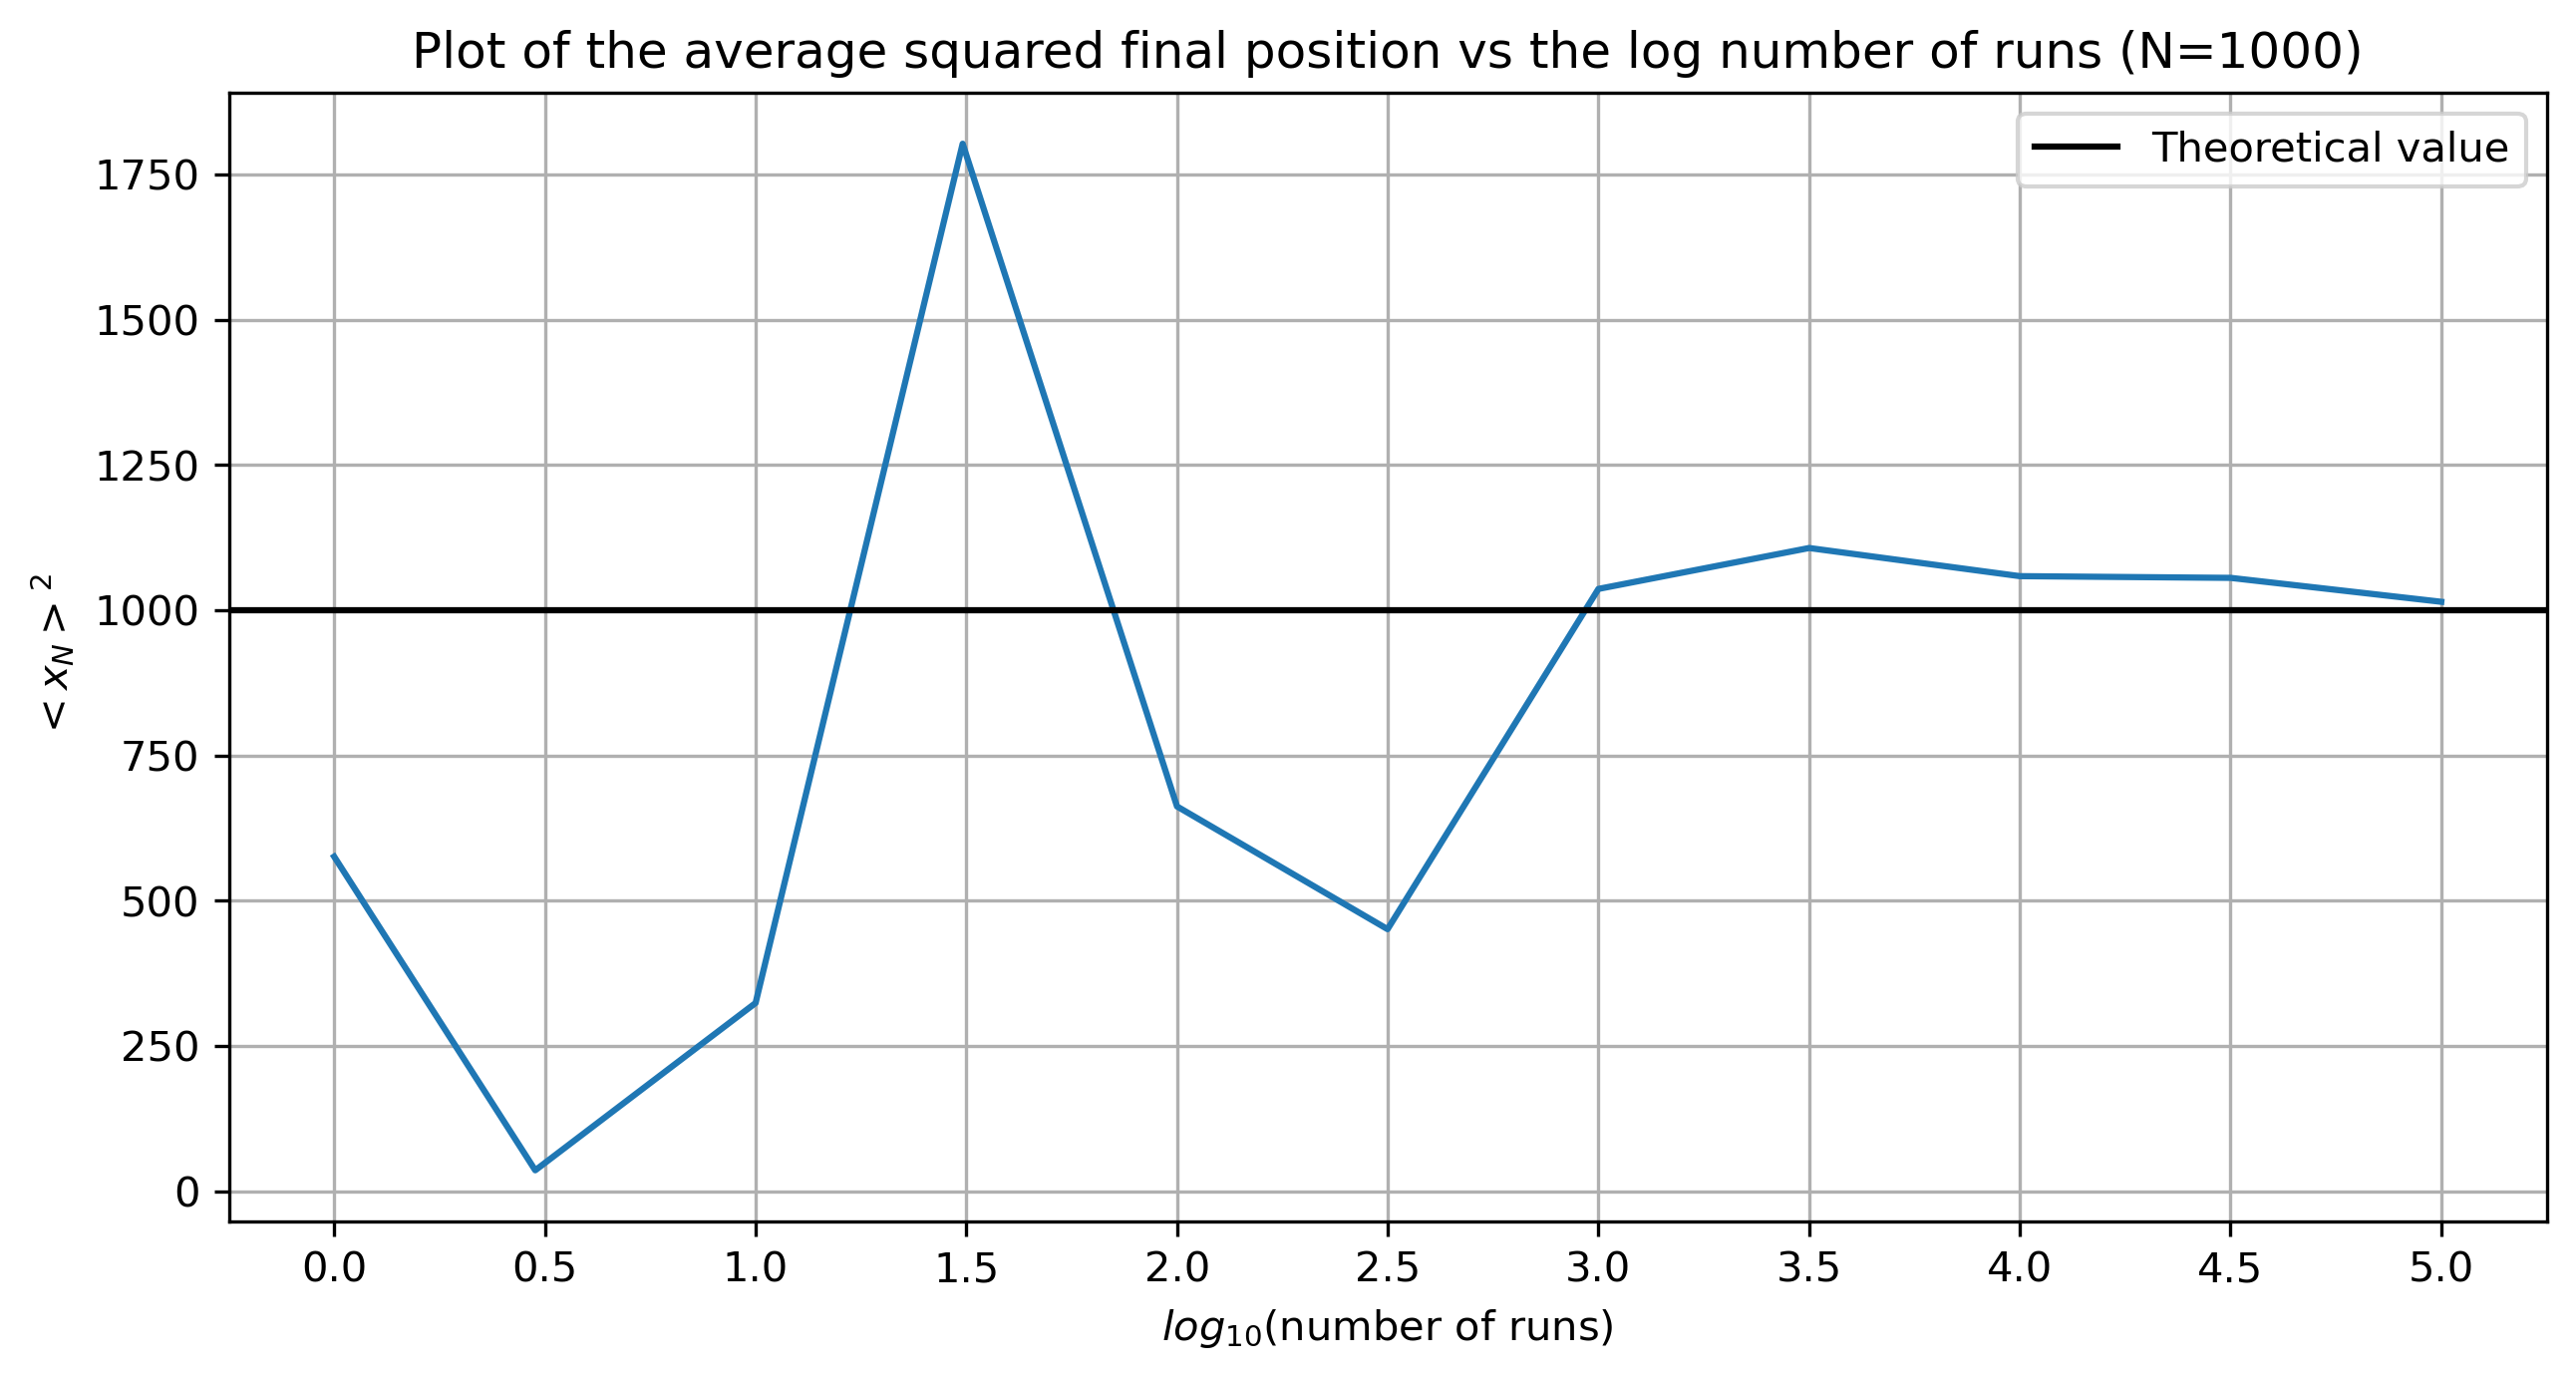 Plot of the average squared final position vs the log number of runs (N=1000)
Theoretical value
1750
1500
1250
1000
750
500
250
0
< x_N >^2
0.0 0.5 1.0 1.5 2.0 2.5 3.0 3.5 4.0 4.5 5.0
log_10(number of runs)